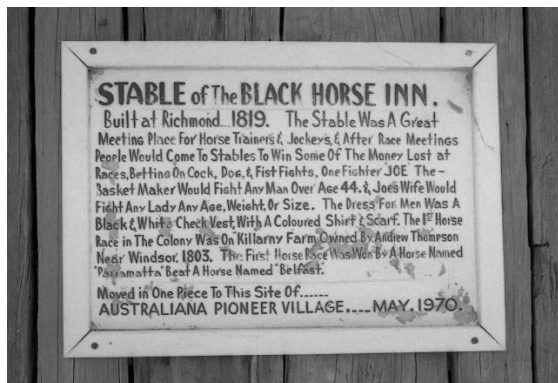 STABLE of The BLACK HORSE INN.
Built at Richmond...1819. The Stable Was A Great
Meeting Place For Horse Trainers & Jockey's, & After Race Meetings
People Would Come To Stables To Win Some Of The Money Lost at
Races, Betting On Cock, Dog, & Fist Fights. One Fighter JOE The-
Basket Maker Would Fight Any Man Over Age 44. & Joe's Wife Would
Fight Any Lady Any Age, Weight, Or Size. The Dress For Men Was A
Black & White Check Vest, With A Coloured Shirt & Scarf. The 1st Horse
Race in The Colony Was On Killarny Farm Owned By Andrew Thompson
Near Windsor. 1803. The First Horse Race Was Won By A Horse Named
"Parramatta" Beat A Horse Named "Belfast."
Moved in One Piece To This Site Of......
AUSTRALIANA PIONEER VILLAGE....MAY. 1970.